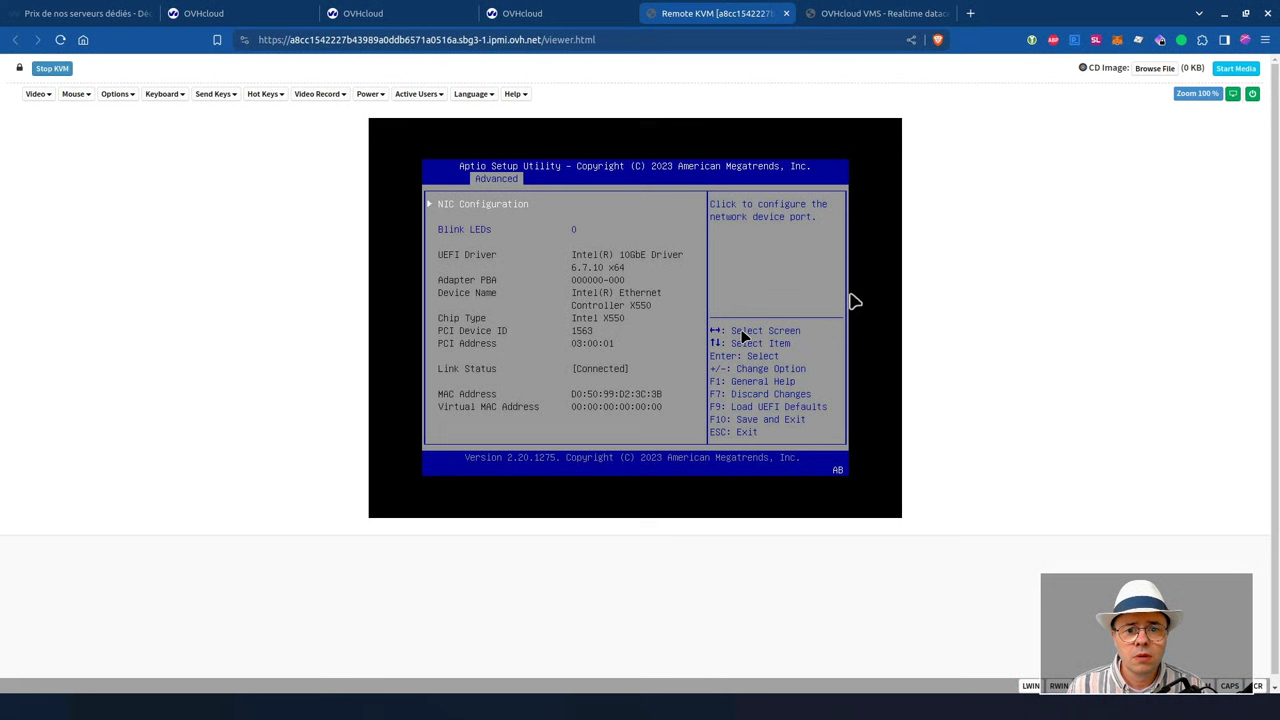 Prix de nos serveurs dédiés - Dé
OVHcloud
OVHcloud
OVHcloud
Remote KVM [a8cc1542227b
OVHcloud VMS - Realtime datac
https://a8cc1542227b43989a0ddb6571a0516a.sbg3-1.ipmi.ovh.net/viewer.html
Stop KVM
CD Image:
Browse File
(0 KB)
Start Media
Video
Mouse
Options
Keyboard
Send Keys
Hot Keys
Video Record
Power
Active Users
Language
Help
Zoom 100 %
Aptio Setup Utility - Copyright (C) 2023 American Megatrends, Inc.
Advanced
NIC Configuration
Blink LEDs 0
UEFI Driver Intel(R) 10GbE Driver
6.7.10 x64
Adapter PBA 000000-000
Device Name Intel(R) Ethernet
Controller X550
Chip Type Intel X550
PCI Device ID 1563
PCI Address 03:00:01
Link Status [Connected]
MAC Address D0:50:99:D2:3C:3B
Virtual MAC Address 00:00:00:00:00:00
Click to configure the
network device port.
↔: Select Screen
↑↓: Select Item
Enter: Select
+/-: Change Option
F1: General Help
F7: Discard Changes
F9: Load UEFI Defaults
F10: Save and Exit
ESC: Exit
Version 2.20.1275. Copyright (C) 2023 American Megatrends, Inc.
AB
LWIN
RWIN
CAPS